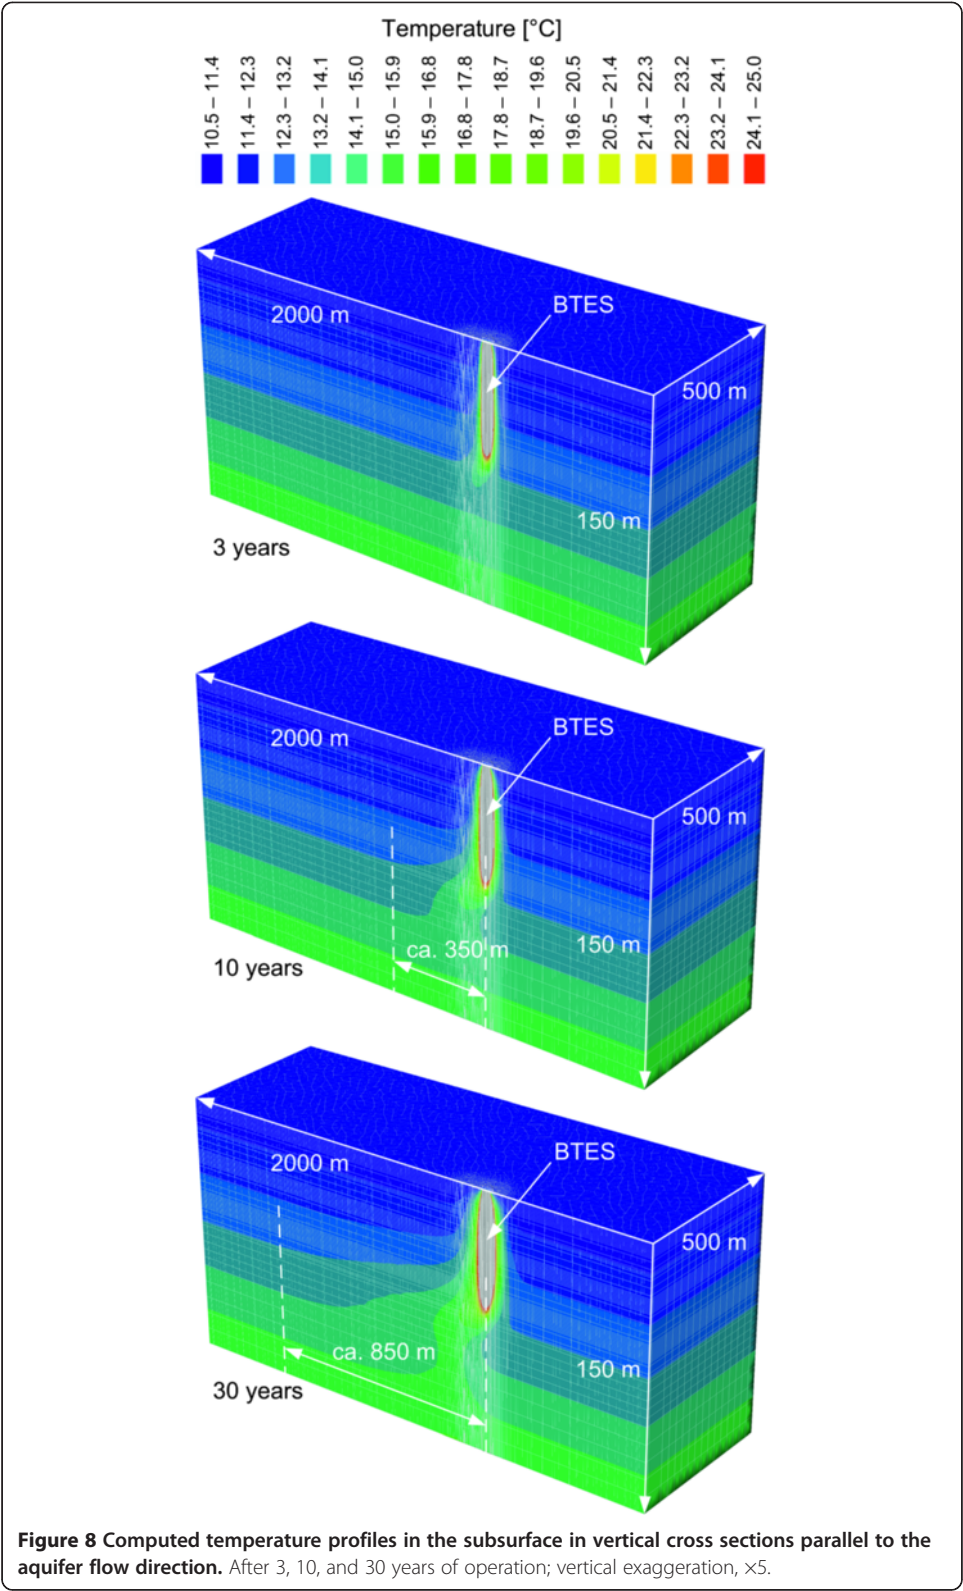 Temperature [°C]
10.5 – 11.4
11.4 – 12.3
12.3 – 13.2
13.2 – 14.1
14.1 – 15.0
15.0 – 15.9
15.9 – 16.8
16.8 – 17.8
17.8 – 18.7
18.7 – 19.6
19.6 – 20.5
20.5 – 21.4
21.4 – 22.3
22.3 – 23.2
23.2 – 24.1
24.1 – 25.0
BTES
2000 m
500 m
150 m
3 years
BTES
2000 m
500 m
150 m
ca. 350 m
10 years
BTES
2000 m
500 m
ca. 850 m
150 m
30 years
Figure 8 Computed temperature profiles in the subsurface in vertical cross sections parallel to the
aquifer flow direction. After 3, 10, and 30 years of operation; vertical exaggeration, ×5.